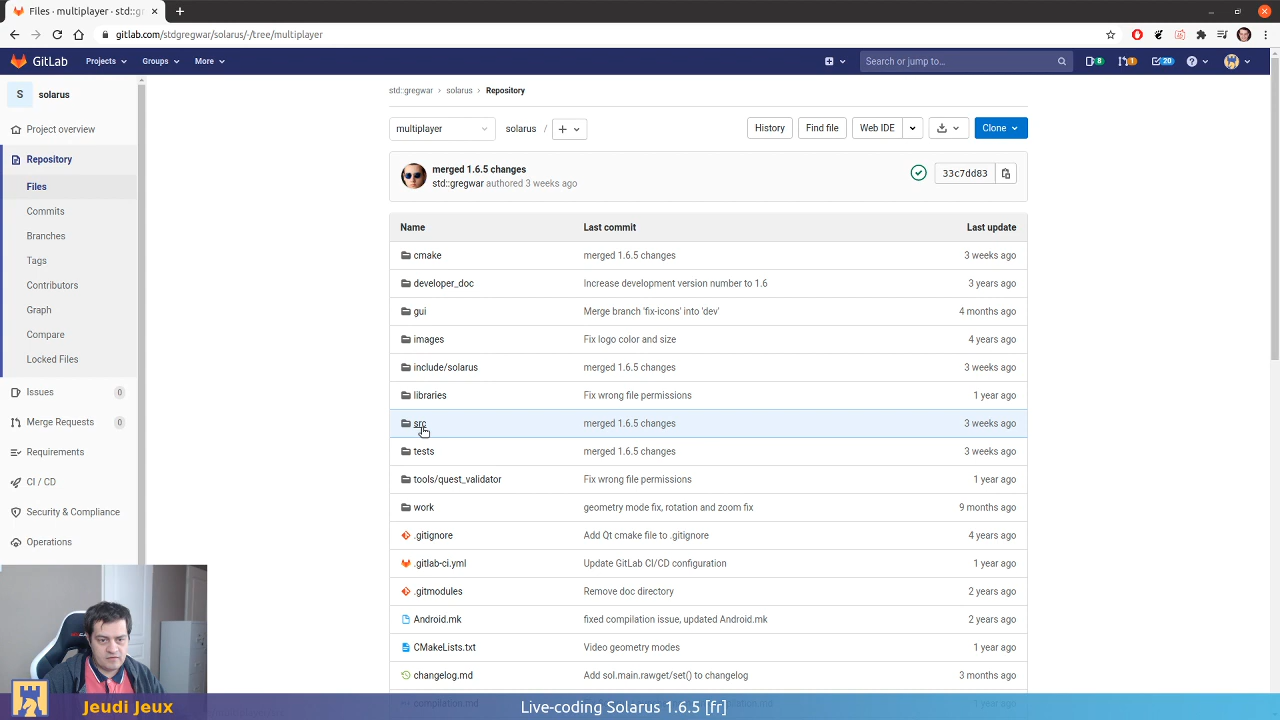 Files · multiplayer · std::gre
gitlab.com/stdgregwar/solarus/-/tree/multiplayer
GitLab Projects Groups More Search or jump to... 8 1 20
S solarus
Project overview
Repository
Files
Commits
Branches
Tags
Contributors
Graph
Compare
Locked Files
Issues 0
Merge Requests 0
Requirements
CI / CD
Security & Compliance
Operations
std::gregwar › solarus › Repository
multiplayer solarus / + History Find file Web IDE Clone
merged 1.6.5 changes
std::gregwar authored 3 weeks ago
33c7dd83
Name Last commit Last update
cmake merged 1.6.5 changes 3 weeks ago
developer_doc Increase development version number to 1.6 3 years ago
gui Merge branch 'fix-icons' into 'dev' 4 months ago
images Fix logo color and size 4 years ago
include/solarus merged 1.6.5 changes 3 weeks ago
libraries Fix wrong file permissions 1 year ago
src merged 1.6.5 changes 3 weeks ago
tests merged 1.6.5 changes 3 weeks ago
tools/quest_validator Fix wrong file permissions 1 year ago
work geometry mode fix, rotation and zoom fix 9 months ago
.gitignore Add Qt cmake file to .gitignore 4 years ago
.gitlab-ci.yml Update GitLab CI/CD configuration 1 year ago
.gitmodules Remove doc directory 2 years ago
Android.mk fixed compilation issue, updated Android.mk 2 years ago
CMakeLists.txt Video geometry modes 1 year ago
changelog.md Add sol.main.rawget/set() to changelog 3 months ago
compilation.md
Jeudi Jeux
Live-coding Solarus 1.6.5 [fr]